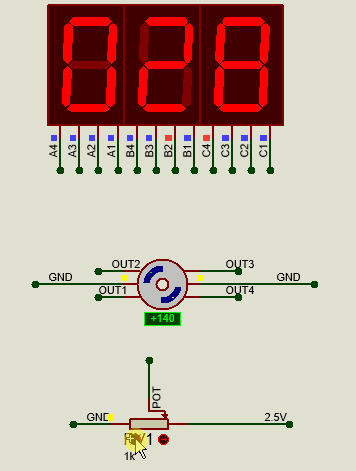 028
A4 A3 A2 A1 B4 B3 B2 B1 C4 C3 C2 C1
OUT2 OUT3
GND GND
OUT1 OUT4
+140
POT
GND 2.5V
RV1
1k